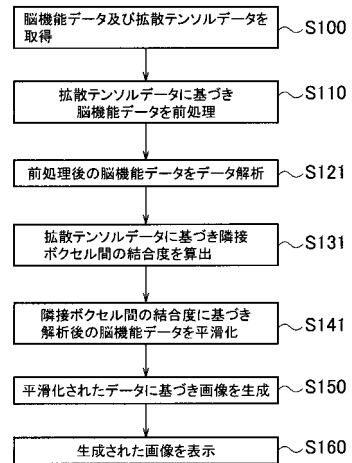 脳機能データ及び拡散テンソルデータを
取得
S100
拡散テンソルデータに基づき
脳機能データを前処理
S110
前処理後の脳機能データをデータ解析
S121
拡散テンソルデータに基づき隣接
ボクセル間の結合度を算出
S131
隣接ボクセル間の結合度に基づき
解析後の脳機能データを平滑化
S141
平滑化されたデータに基づき画像を生成
S150
生成された画像を表示
S160